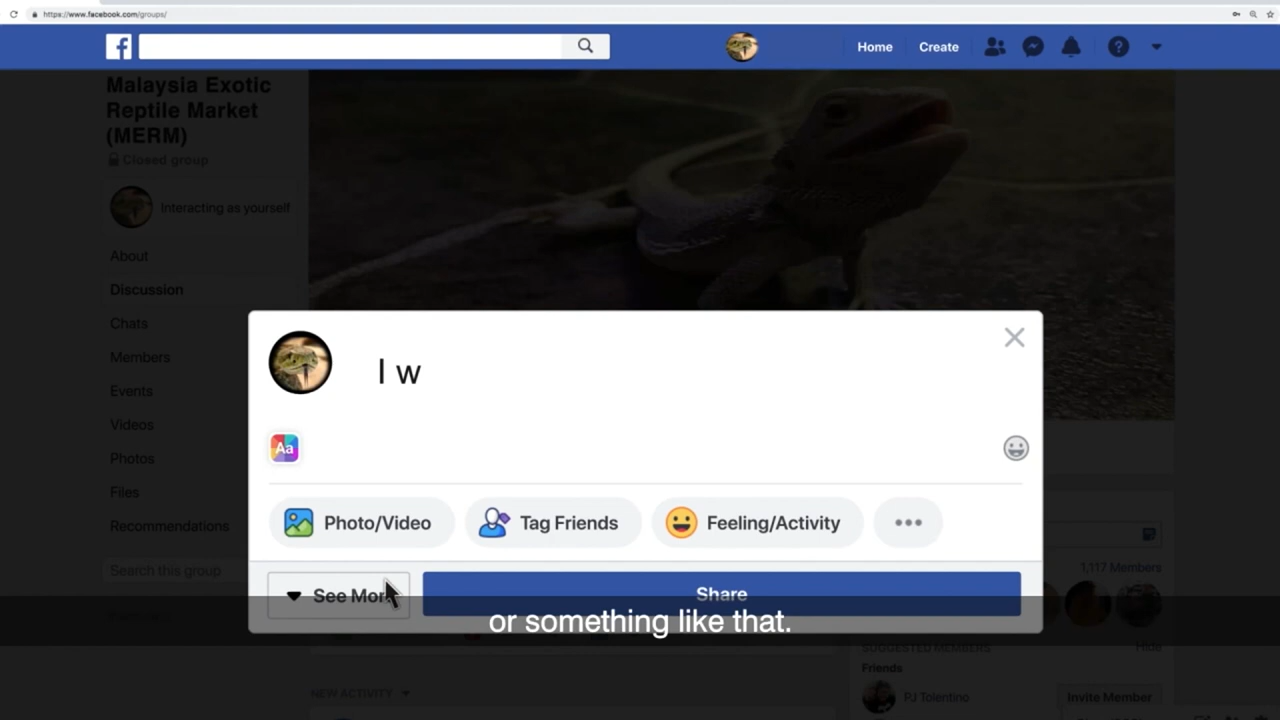 https://www.facebook.com/groups/
Home
Create
Malaysia Exotic
Reptile Market
(MERM)
Closed group
Interacting as yourself
About
Discussion
Chats
Members
Events
Videos
Photos
Files
Recommendations
Search this group
I w
Aa
Photo/Video
Tag Friends
Feeling/Activity
See More
Share
or something like that.
1,117 Members
SUGGESTED MEMBERS
Hide
Friends
PJ Tolentino
Invite Member
NEW ACTIVITY